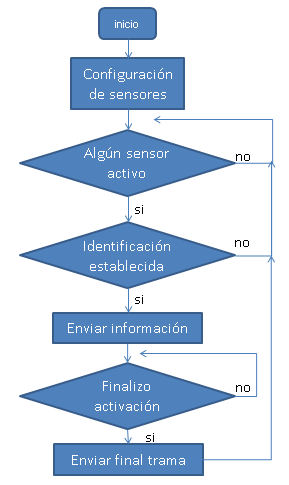 inicio
Configuración
de sensores
Algún sensor
activo
no
si
Identificación
establecida
no
si
Enviar información
Finalizo
activación
no
si
Enviar final trama